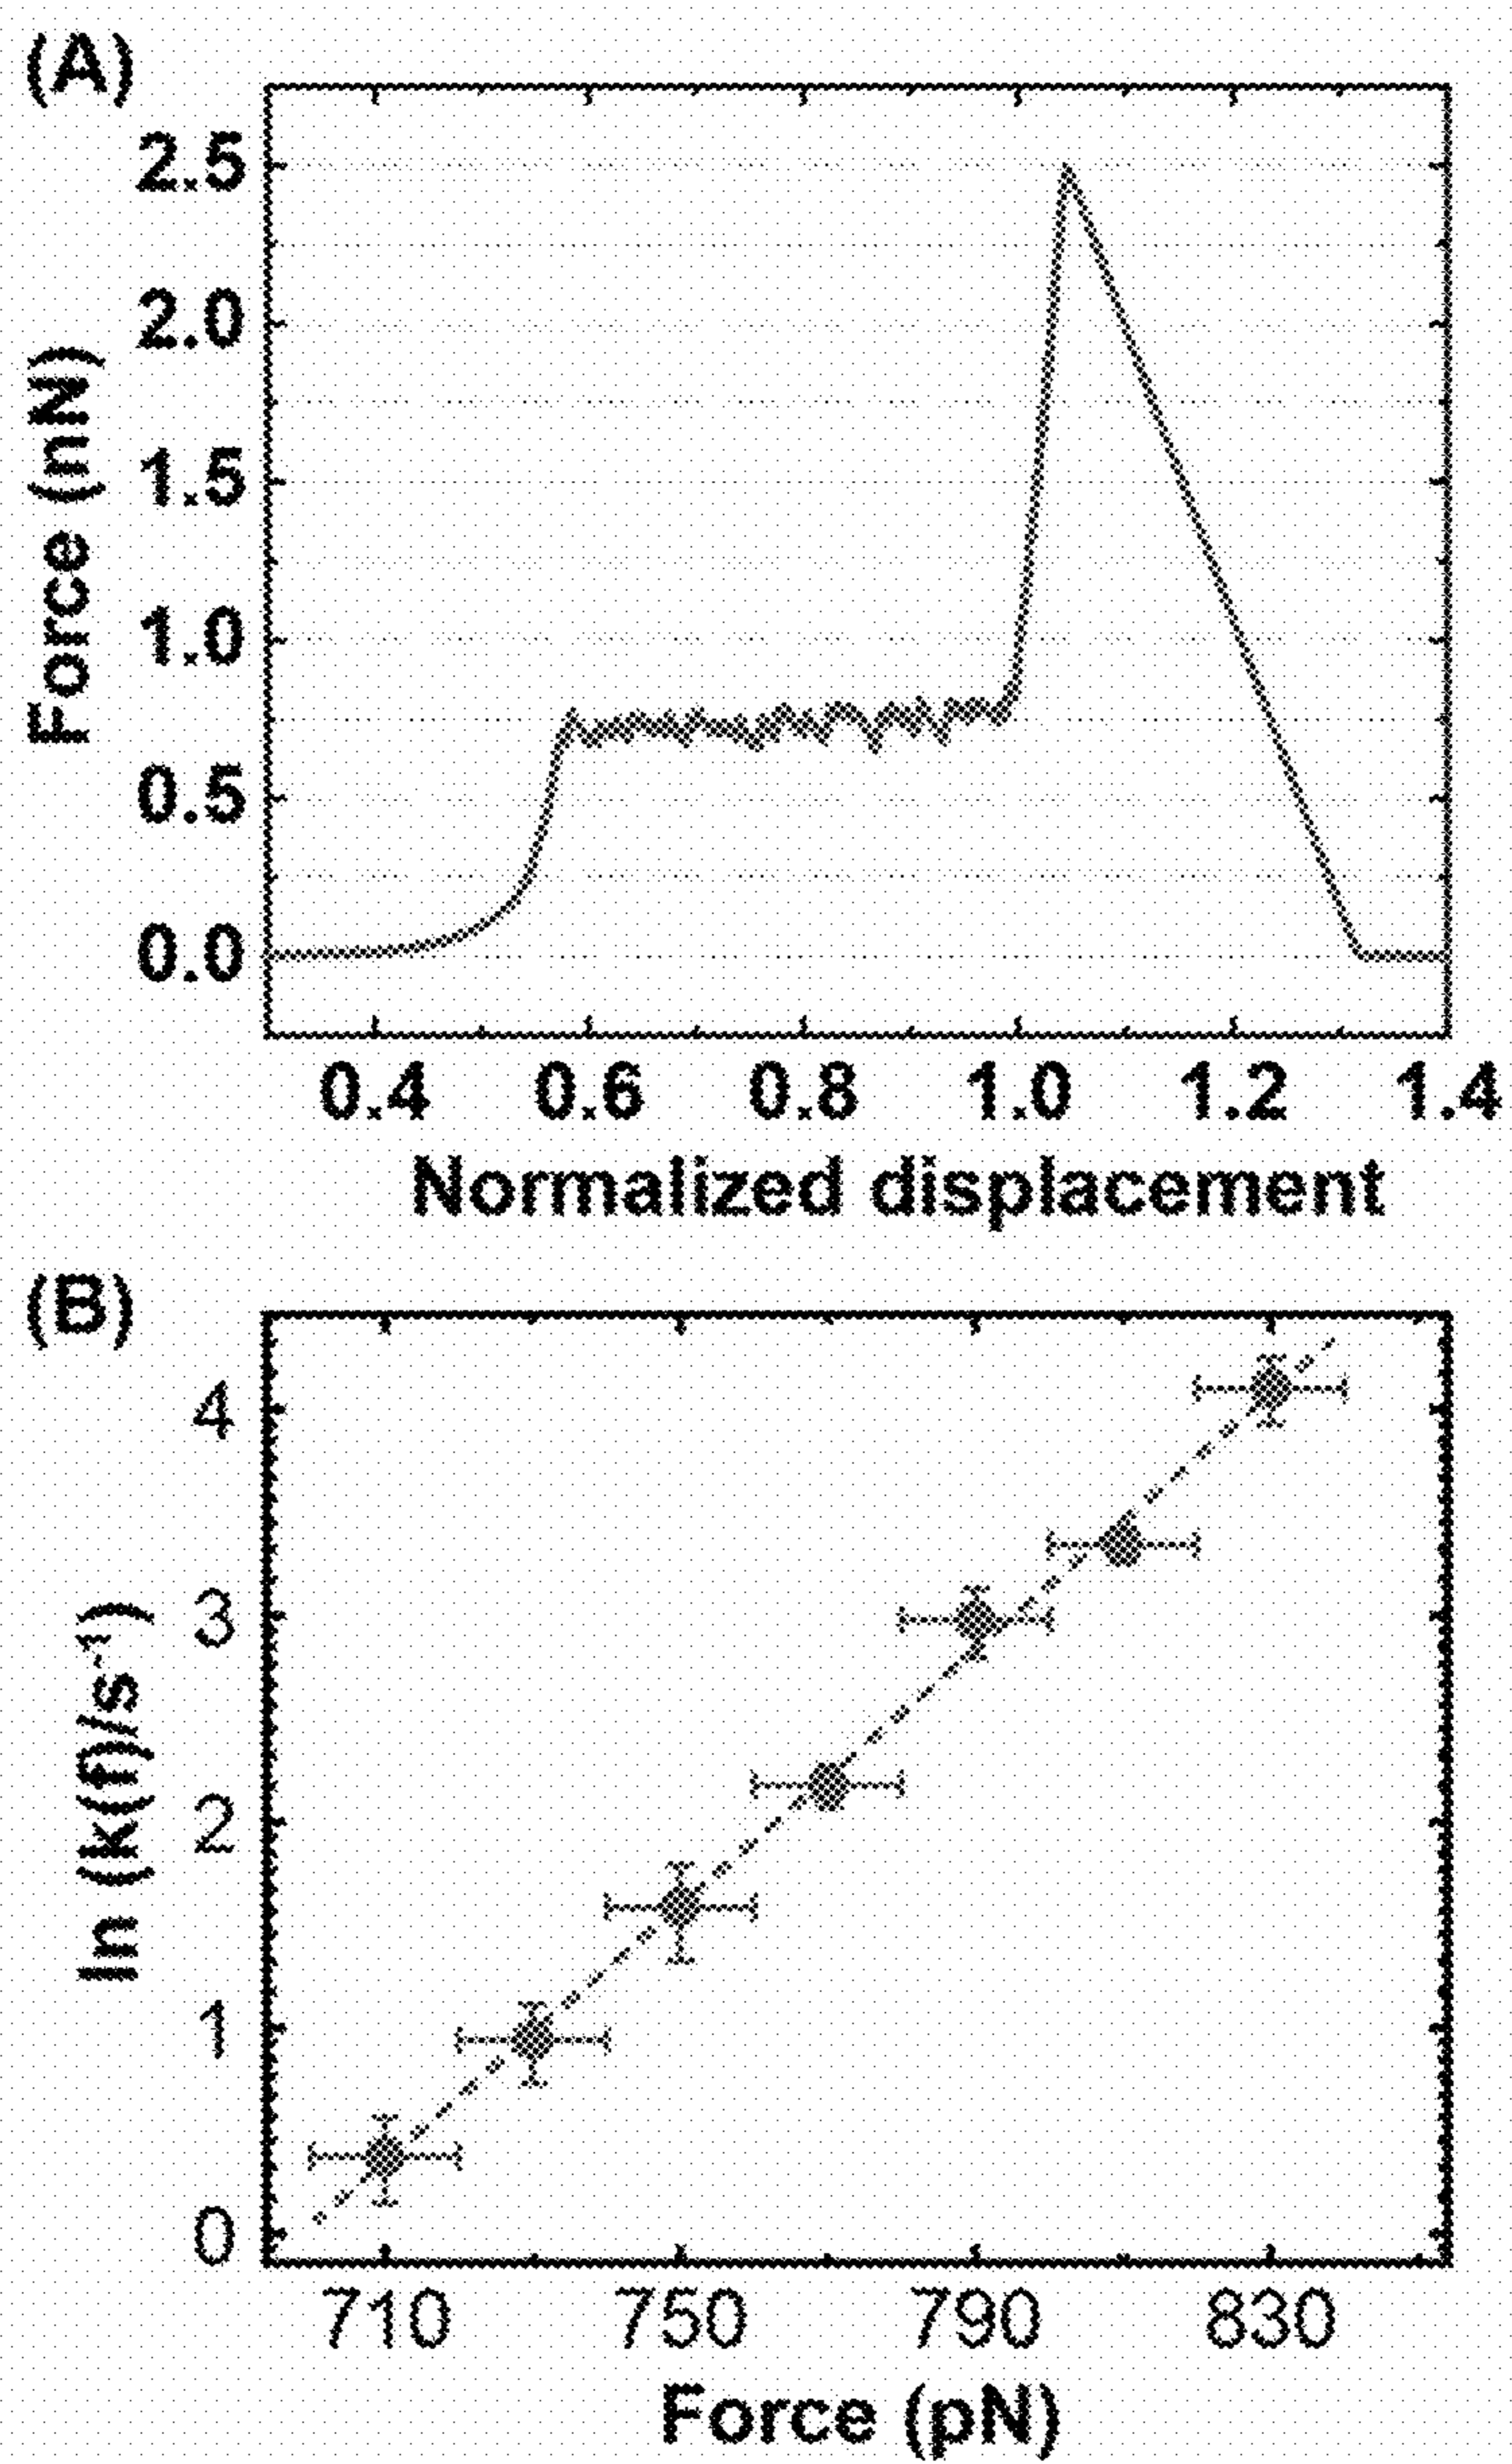 (A)
2.5
2.0
1.5
1.0
0.5
0.0
Force (nN)
0.4 0.6 0.8 1.0 1.2 1.4
Normalized displacement
(B)
4
3
2
1
0
ln (k(f)/s⁻¹)
710 750 790 830
Force (pN)